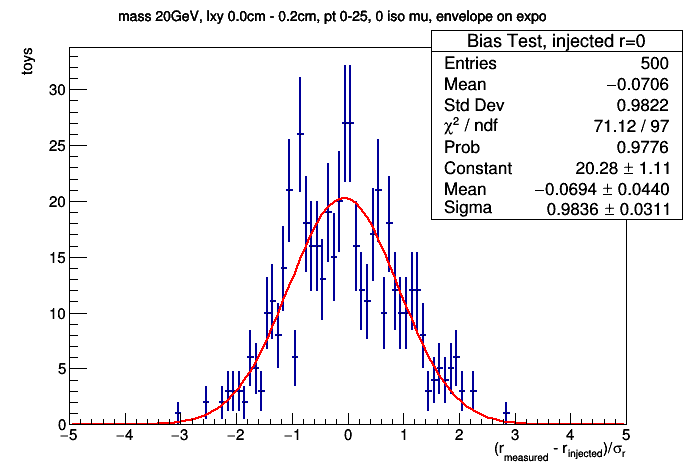 mass 20GeV, lxy 0.0cm - 0.2cm, pt 0-25, 0 iso mu, envelope on expo
Bias Test, injected r=0
Entries 500
Mean −0.0706
Std Dev 0.9822
χ² / ndf 71.12 / 97
Prob 0.9776
Constant 20.28 ± 1.11
Mean −0.0694 ± 0.0440
Sigma 0.9836 ± 0.0311
toys
30
25
20
15
10
5
0
−5 −4 −3 −2 −1 0 1 2 3 4 5
(r_measured - r_injected)/σ_r